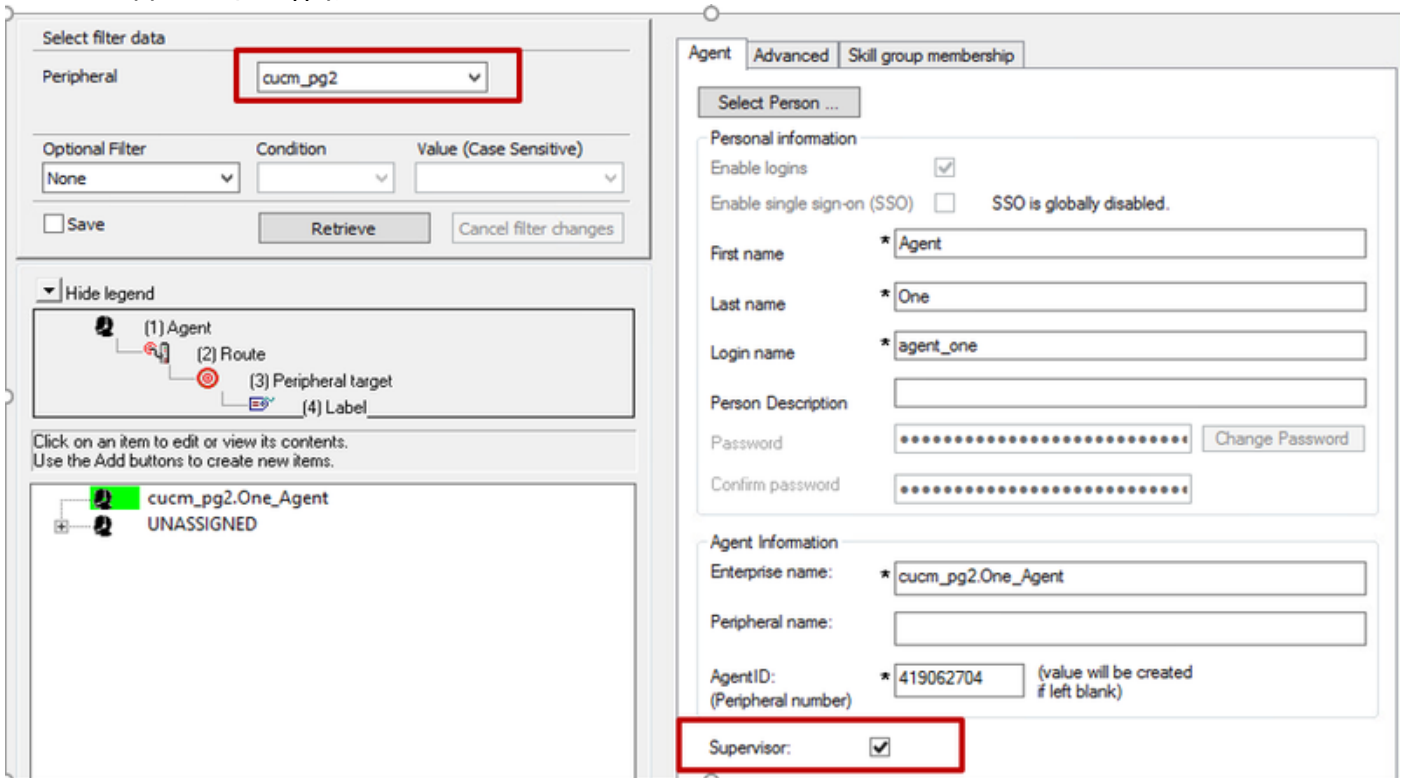 Select filter data
Peripheral cucm_pg2
Optional Filter Condition Value (Case Sensitive)
None
Save Retrieve Cancel filter changes
Hide legend
(1) Agent
(2) Route
(3) Peripheral target
(4) Label
Click on an item to edit or view its contents.
Use the Add buttons to create new items.
cucm_pg2.One_Agent
UNASSIGNED
Agent Advanced Skill group membership
Select Person ...
Personal information
Enable logins
Enable single sign-on (SSO) SSO is globally disabled.
First name * Agent
Last name * One
Login name * agent_one
Person Description
Password Change Password
Confirm password
Agent Information
Enterprise name: * cucm_pg2.One_Agent
Peripheral name:
AgentID: * 419062704 (value will be created
(Peripheral number) if left blank)
Supervisor: